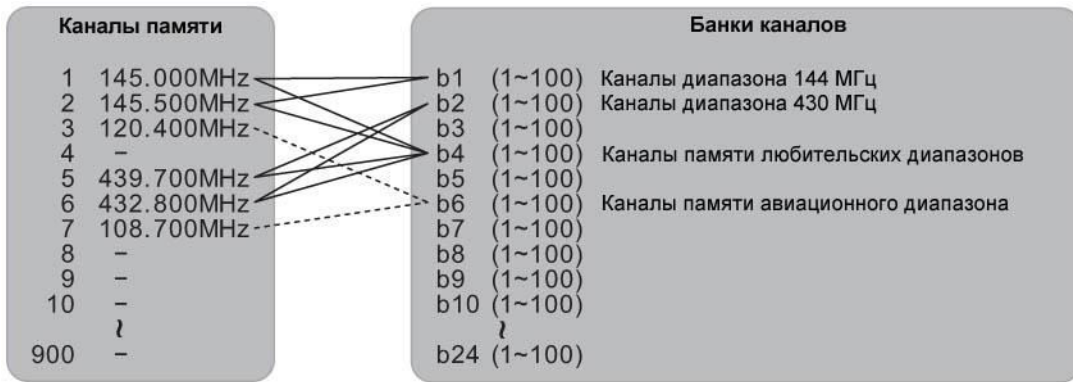 Каналы памяти
1 145.000MHz
2 145.500MHz
3 120.400MHz
4 –
5 439.700MHz
6 432.800MHz
7 108.700MHz
8 –
9 –
10 –
~
900 –
Банки каналов
b1 (1~100) Каналы диапазона 144 МГц
b2 (1~100) Каналы диапазона 430 МГц
b3 (1~100)
b4 (1~100) Каналы памяти любительских диапазонов
b5 (1~100)
b6 (1~100) Каналы памяти авиационного диапазона
b7 (1~100)
b8 (1~100)
b9 (1~100)
b10 (1~100)
~
b24 (1~100)